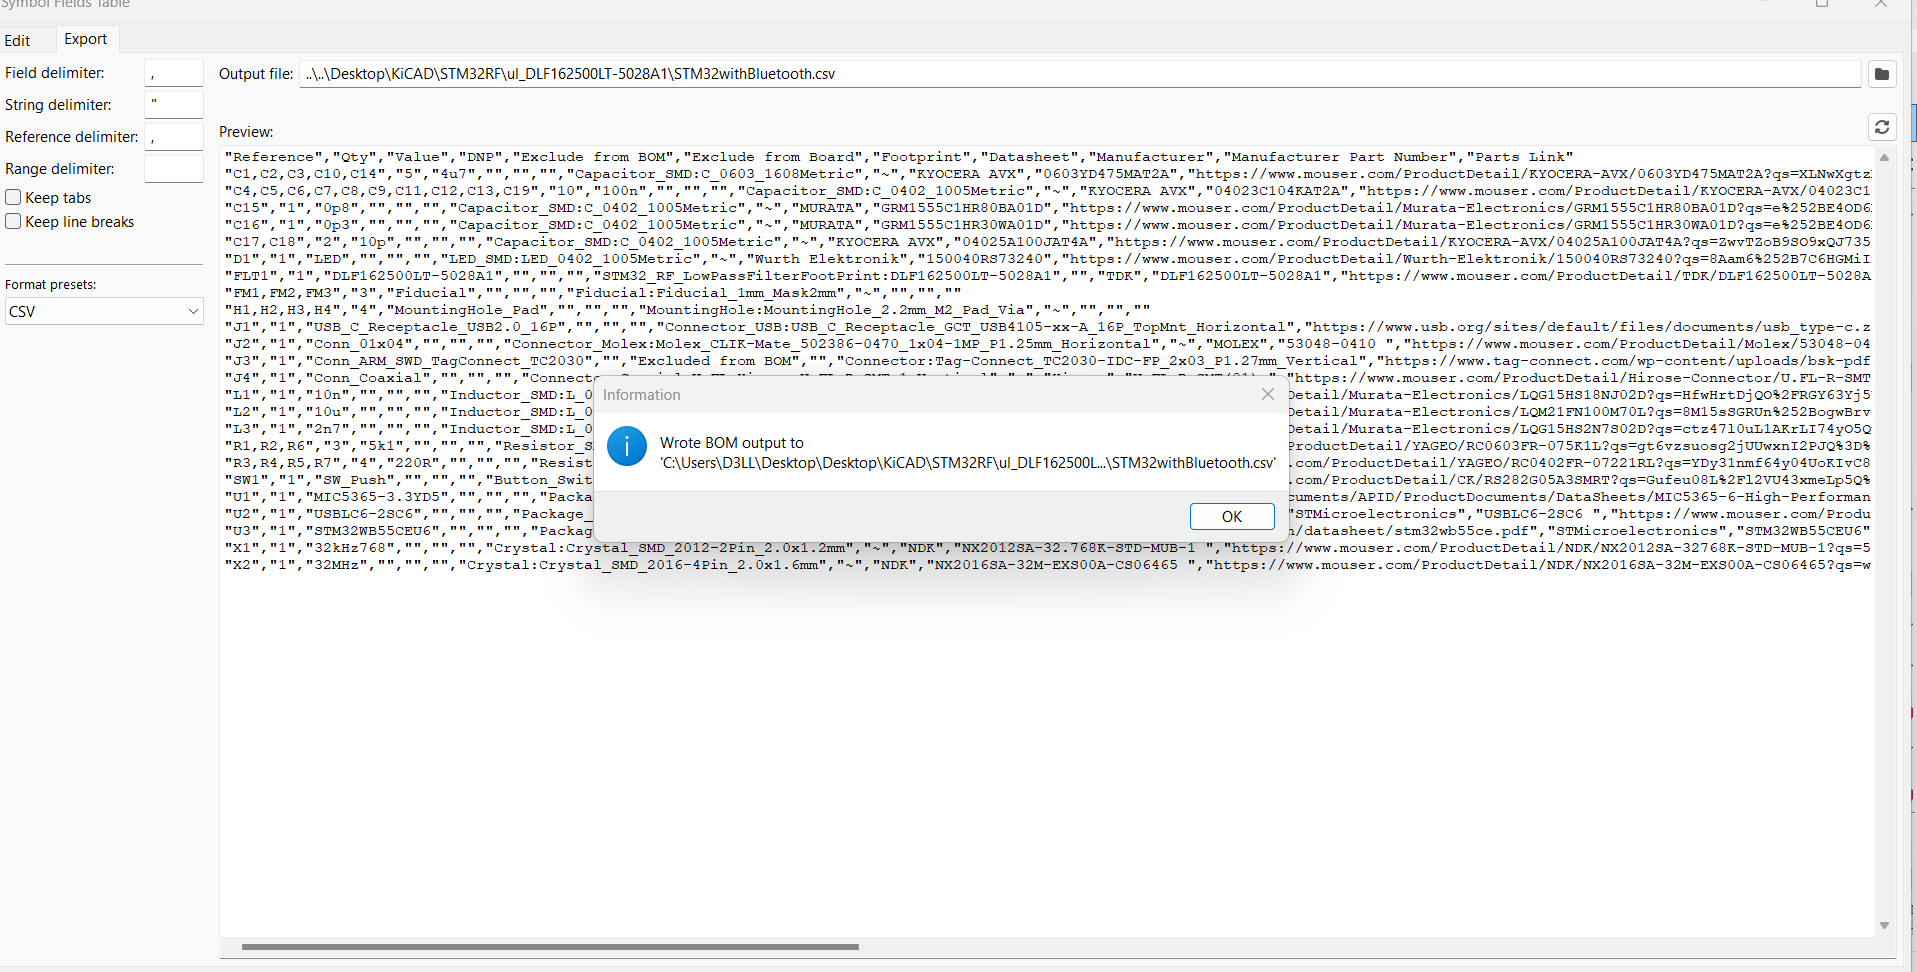 Symbol Fields Table
Edit Export
Field delimiter: ,
String delimiter: "
Reference delimiter: ,
Range delimiter:
Keep tabs
Keep line breaks
Format presets:
CSV
Output file: ..\..\Desktop\KiCAD\STM32RF\ul_DLF162500LT-5028A1\STM32withBluetooth.csv
Preview:
"Reference","Qty","Value","DNP","Exclude from BOM","Exclude from Board","Footprint","Datasheet","Manufacturer","Manufacturer Part Number","Parts Link"
"C1,C2,C3,C10,C14","5","4u7","","","","Capacitor_SMD:C_0603_1608Metric","~","KYOCERA AVX","0603YD475MAT2A","https://www.mouser.com/ProductDetail/KYOCERA-AVX/0603YD475MAT2A?qs=XLNwXgtz
"C4,C5,C6,C7,C8,C9,C11,C12,C13,C19","10","100n","","","","Capacitor_SMD:C_0402_1005Metric","~","KYOCERA AVX","04023C104KAT2A","https://www.mouser.com/ProductDetail/KYOCERA-AVX/04023C1
"C15","1","0p8","","","","Capacitor_SMD:C_0402_1005Metric","~","MURATA","GRM1555C1HR80BA01D","https://www.mouser.com/ProductDetail/Murata-Electronics/GRM1555C1HR80BA01D?qs=e%252BE4OD6
"C16","1","0p3","","","","Capacitor_SMD:C_0402_1005Metric","~","MURATA","GRM1555C1HR30WA01D","https://www.mouser.com/ProductDetail/Murata-Electronics/GRM1555C1HR30WA01D?qs=e%252BE4OD6
"C17,C18","2","10p","","","","Capacitor_SMD:C_0402_1005Metric","~","KYOCERA AVX","04025A100JAT4A","https://www.mouser.com/ProductDetail/KYOCERA-AVX/04025A100JAT4A?qs=ZwvTZoB9SO9xQJ735
"D1","1","LED","","","","LED_SMD:LED_0402_1005Metric","~","Wurth Elektronik","150040RS73240","https://www.mouser.com/ProductDetail/Wurth-Elektronik/150040RS73240?qs=8Aam6%252B7C6HGMiI
"FLT1","1","DLF162500LT-5028A1","","","","STM32_RF_LowPassFilterFootPrint:DLF162500LT-5028A1","","TDK","DLF162500LT-5028A1","https://www.mouser.com/ProductDetail/TDK/DLF162500LT-5028A
"FM1,FM2,FM3","3","Fiducial","","","","Fiducial:Fiducial_1mm_Mask2mm","~","","",""
"H1,H2,H3,H4","4","MountingHole_Pad","","","","MountingHole:MountingHole_2.2mm_M2_Pad_Via","~","","",""
"J1","1","USB_C_Receptacle_USB2.0_16P","","","","Connector_USB:USB_C_Receptacle_GCT_USB4105-xx-A_16P_TopMnt_Horizontal","https://www.usb.org/sites/default/files/documents/usb_type-c.z
"J2","1","Conn_01x04","","","","Connector_Molex:Molex_CLIK-Mate_502386-0470_1x04-1MP_P1.25mm_Horizontal","~","MOLEX","53048-0410 ","https://www.mouser.com/ProductDetail/Molex/53048-04
"J3","1","Conn_ARM_SWD_TagConnect_TC2030","","Excluded from BOM","","Connector:Tag-Connect_TC2030-IDC-FP_2x03_P1.27mm_Vertical","https://www.tag-connect.com/wp-content/uploads/bsk-pdf
"J4","1","Conn_Coaxial","","","","Connec "https://www.mouser.com/ProductDetail/Hirose-Connector/U.FL-R-SMT
"L1","1","10n","","","","Inductor_SMD:L_0 Detail/Murata-Electronics/LQG15HS18NJ02D?qs=HfwHrtDjQO%2FRGY63Yj5
"L2","1","10u","","","","Inductor_SMD:L_0 Detail/Murata-Electronics/LQM21FN100M70L?qs=8M15sSGRUn%252BogwBrv
"L3","1","2n7","","","","Inductor_SMD:L_0 Detail/Murata-Electronics/LQG15HS2N7S02D?qs=ctz47l0uL1AKrLI74yO5Q
"R1,R2,R6","3","5k1","","","","Resistor_S ProductDetail/YAGEO/RC0603FR-075K1L?qs=gt6vzsuosg2jUUwxnI2PJQ%3D%
"R3,R4,R5,R7","4","220R","","","","Resist ProductDetail/YAGEO/RC0402FR-07221RL?qs=YDy31nmf64y04UoKIvC8
"SW1","1","SW_Push","","","","Button_Swit .com/ProductDetail/CK/RS282G05A3SMRT?qs=Gufeu08L%2Fl2VU43xmeLp5Q%
"U1","1","MIC5365-3.3YD5","","","","Packa cuments/APID/ProductDocuments/DataSheets/MIC5365-6-High-Performan
"U2","1","USBLC6-2SC6","","","","Package_ "STMicroelectronics","USBLC6-2SC6 ","https://www.mouser.com/Produ
"U3","1","STM32WB55CEU6","","","","Packag n/datasheet/stm32wb55ce.pdf","STMicroelectronics","STM32WB55CEU6"
"X1","1","32kHz768","","","","Crystal:Crystal_SMD_2012-2Pin_2.0x1.2mm","~","NDK","NX2012SA-32.768K-STD-MUB-1 ","https://www.mouser.com/ProductDetail/NDK/NX2012SA-32768K-STD-MUB-1?qs=5
"X2","1","32MHz","","","","Crystal:Crystal_SMD_2016-4Pin_2.0x1.6mm","~","NDK","NX2016SA-32M-EXS00A-CS06465 ","https://www.mouser.com/ProductDetail/NDK/NX2016SA-32M-EXS00A-CS06465?qs=w
Information
Wrote BOM output to
'C:\Users\D3LL\Desktop\Desktop\KiCAD\STM32RF\ul_DLF162500L...\STM32withBluetooth.csv'
OK